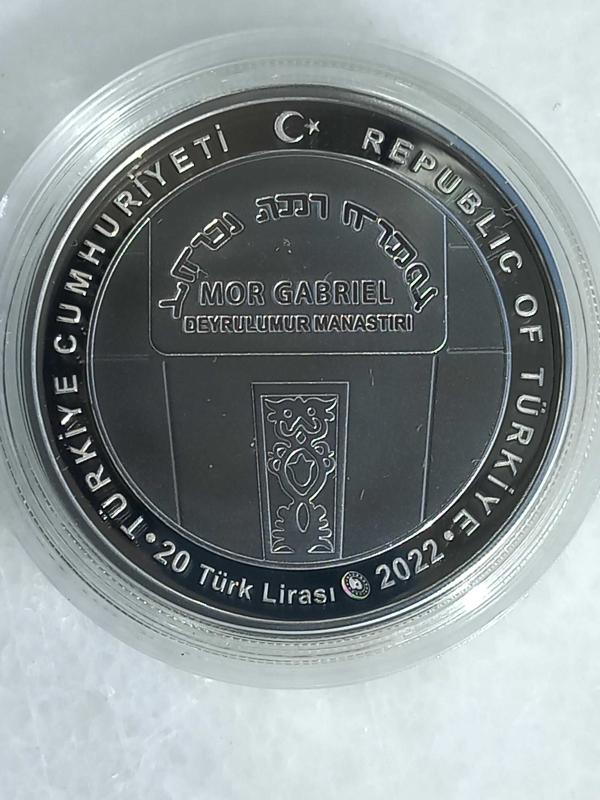 TÜRKİYE CUMHURİYETİ
REPUBLIC OF TÜRKİYE
MOR GABRIEL
DEYRULUMUR MANASTIRI
• 20 Türk Lirası 2022 •